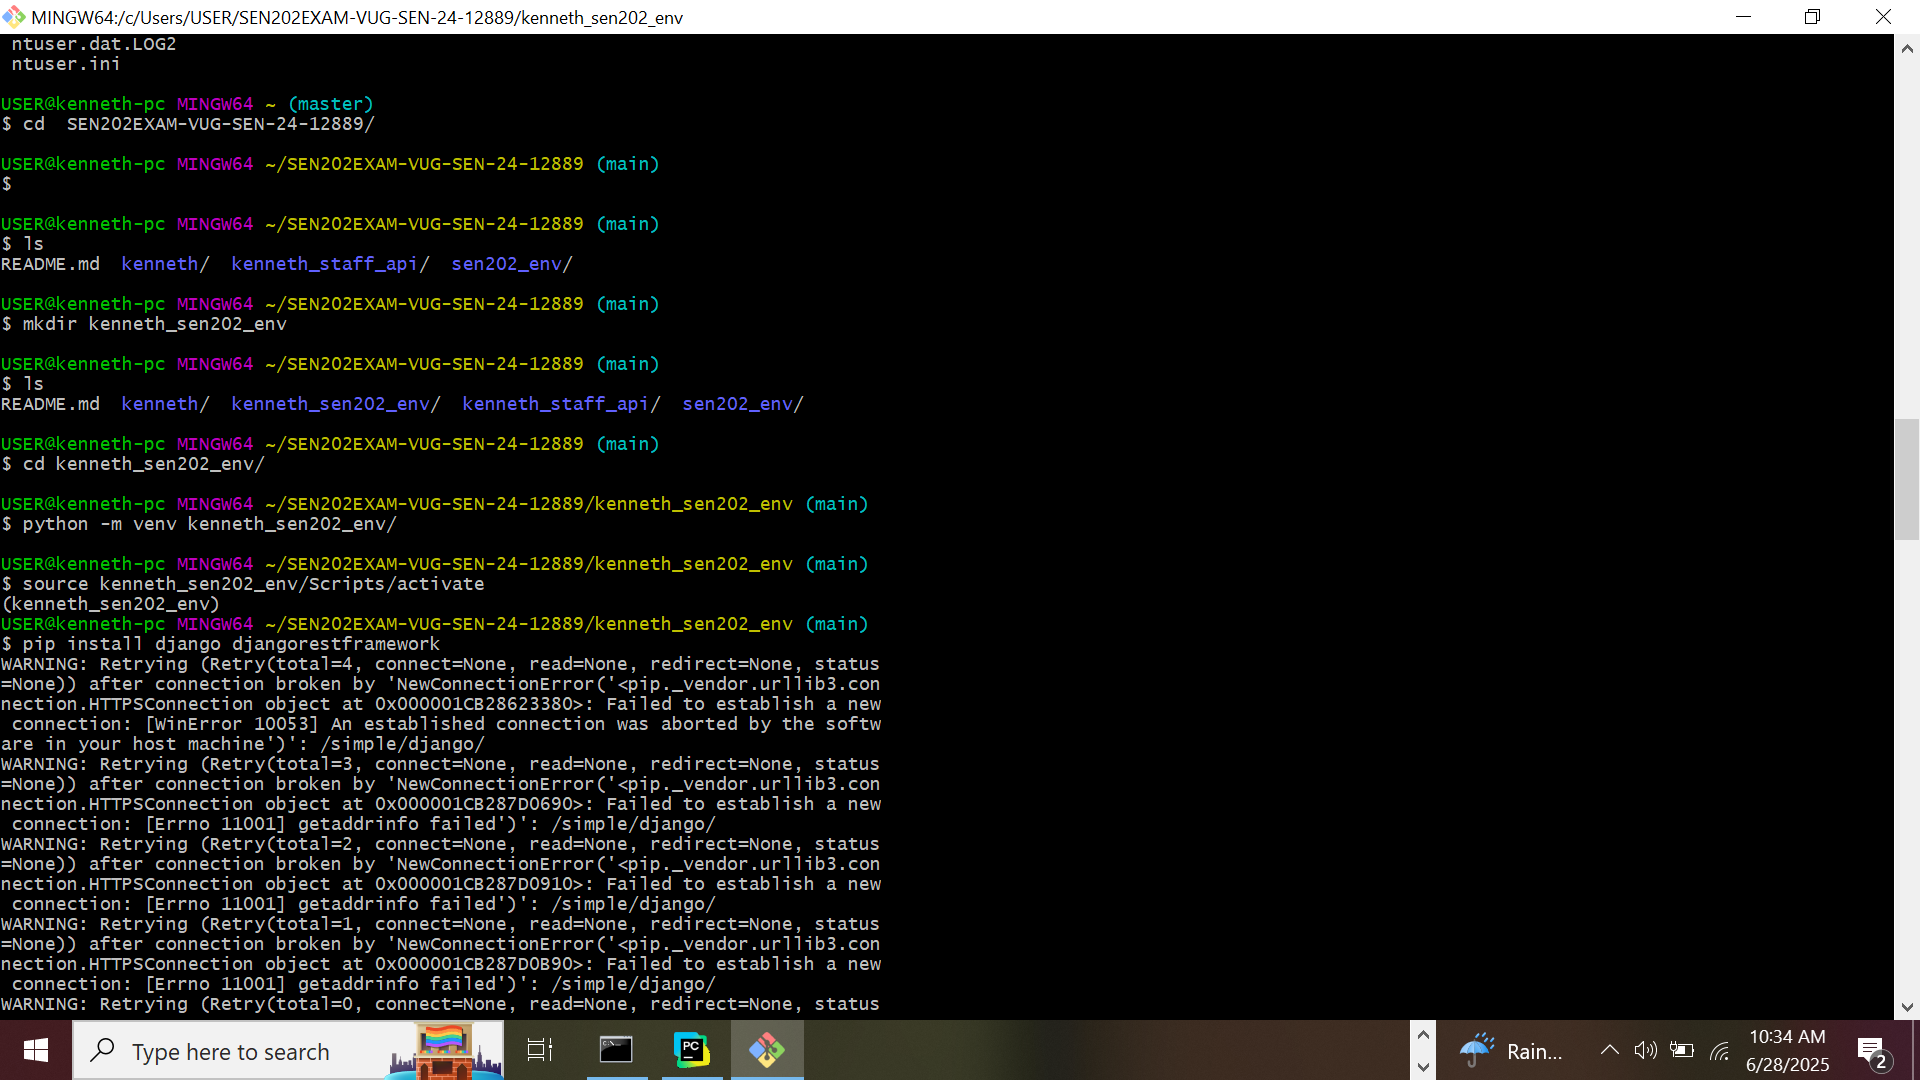 MINGW64:/c/Users/USER/SEN202EXAM-VUG-SEN-24-12889/kenneth_sen202_env
ntuser.dat.LOG2
ntuser.ini
USER@kenneth-pc MINGW64 ~ (master)
$ cd  SEN202EXAM-VUG-SEN-24-12889/
USER@kenneth-pc MINGW64 ~/SEN202EXAM-VUG-SEN-24-12889 (main)
$
USER@kenneth-pc MINGW64 ~/SEN202EXAM-VUG-SEN-24-12889 (main)
$ ls
README.md  kenneth/  kenneth_staff_api/  sen202_env/
USER@kenneth-pc MINGW64 ~/SEN202EXAM-VUG-SEN-24-12889 (main)
$ mkdir kenneth_sen202_env
USER@kenneth-pc MINGW64 ~/SEN202EXAM-VUG-SEN-24-12889 (main)
$ ls
README.md  kenneth/  kenneth_sen202_env/  kenneth_staff_api/  sen202_env/
USER@kenneth-pc MINGW64 ~/SEN202EXAM-VUG-SEN-24-12889 (main)
$ cd kenneth_sen202_env/
USER@kenneth-pc MINGW64 ~/SEN202EXAM-VUG-SEN-24-12889/kenneth_sen202_env (main)
$ python -m venv kenneth_sen202_env/
USER@kenneth-pc MINGW64 ~/SEN202EXAM-VUG-SEN-24-12889/kenneth_sen202_env (main)
$ source kenneth_sen202_env/Scripts/activate
(kenneth_sen202_env)
USER@kenneth-pc MINGW64 ~/SEN202EXAM-VUG-SEN-24-12889/kenneth_sen202_env (main)
$ pip install django djangorestframework
WARNING: Retrying (Retry(total=4, connect=None, read=None, redirect=None, status
=None)) after connection broken by 'NewConnectionError('<pip._vendor.urllib3.con
nection.HTTPSConnection object at 0x000001CB28623380>: Failed to establish a new
 connection: [WinError 10053] An established connection was aborted by the softw
are in your host machine')': /simple/django/
WARNING: Retrying (Retry(total=3, connect=None, read=None, redirect=None, status
=None)) after connection broken by 'NewConnectionError('<pip._vendor.urllib3.con
nection.HTTPSConnection object at 0x000001CB287D0690>: Failed to establish a new
 connection: [Errno 11001] getaddrinfo failed')': /simple/django/
WARNING: Retrying (Retry(total=2, connect=None, read=None, redirect=None, status
=None)) after connection broken by 'NewConnectionError('<pip._vendor.urllib3.con
nection.HTTPSConnection object at 0x000001CB287D0910>: Failed to establish a new
 connection: [Errno 11001] getaddrinfo failed')': /simple/django/
WARNING: Retrying (Retry(total=1, connect=None, read=None, redirect=None, status
=None)) after connection broken by 'NewConnectionError('<pip._vendor.urllib3.con
nection.HTTPSConnection object at 0x000001CB287D0B90>: Failed to establish a new
 connection: [Errno 11001] getaddrinfo failed')': /simple/django/
WARNING: Retrying (Retry(total=0, connect=None, read=None, redirect=None, status
Type here to search
PC
Rain...
10:34 AM
6/28/2025
2